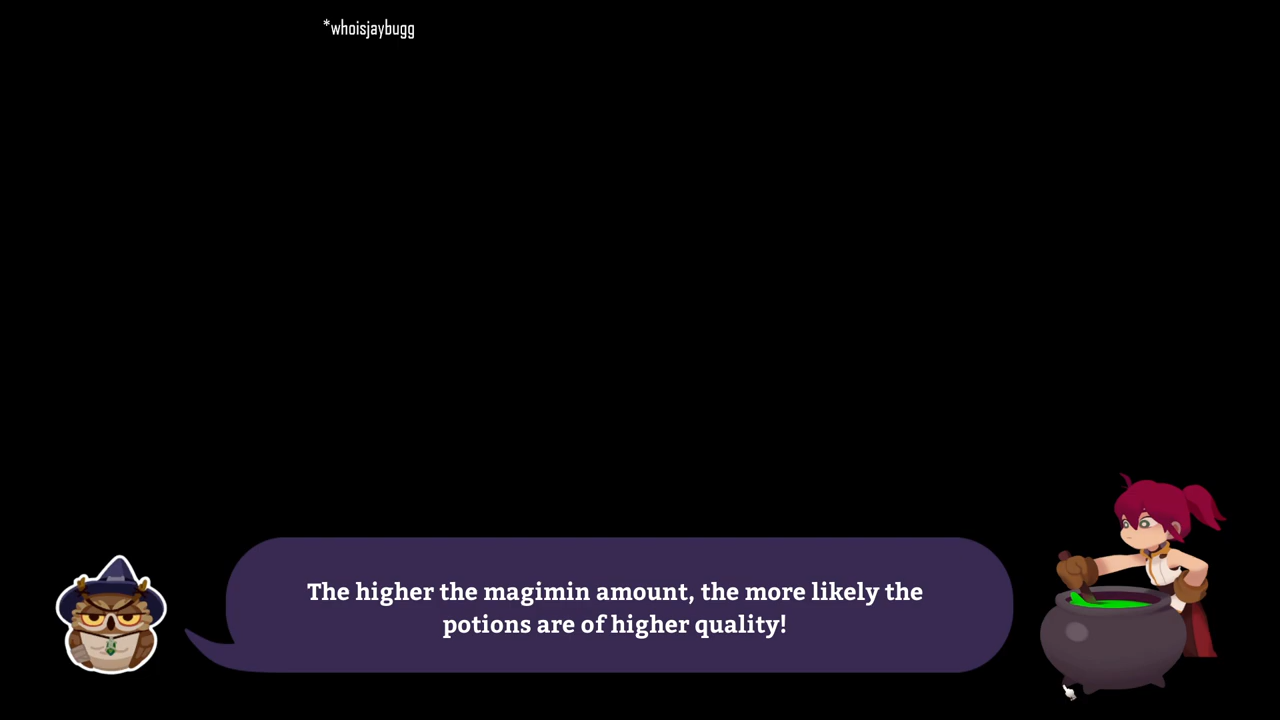 *whoisjaybugg
The higher the magimin amount, the more likely the
potions are of higher quality!